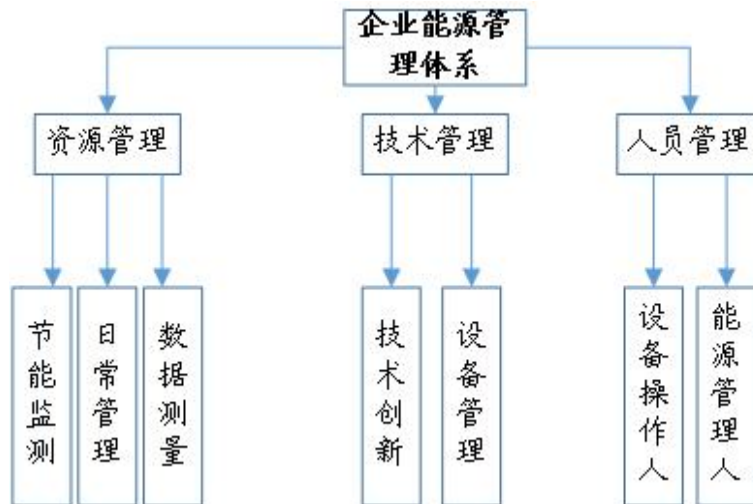 企业能源管
理体系
资源管理
技术管理
人员管理
节能监测
日常管理
数据测量
技术创新
设备管理
设备操作人
能源管理人